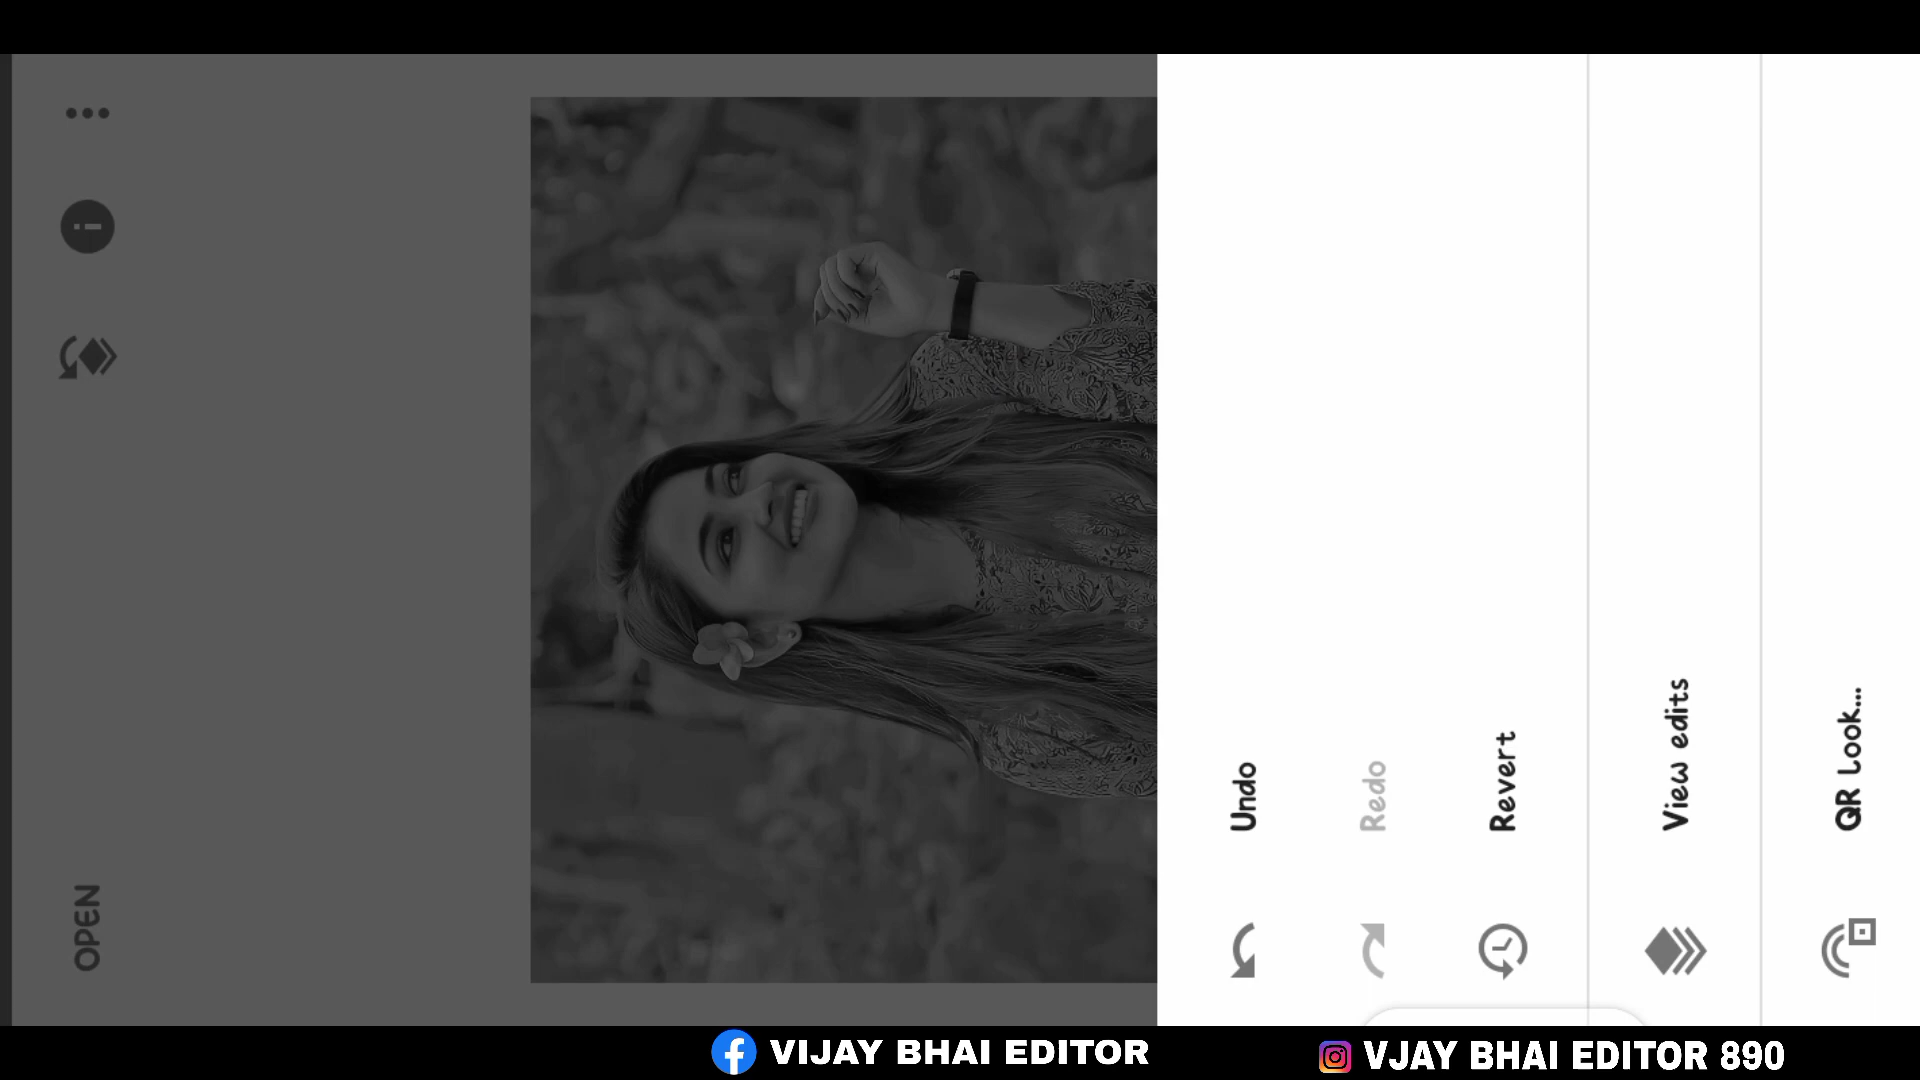 OPEN
Undo
Redo
Revert
View edits
QR Look...
VIJAY BHAI EDITOR
VJAY BHAI EDITOR 890